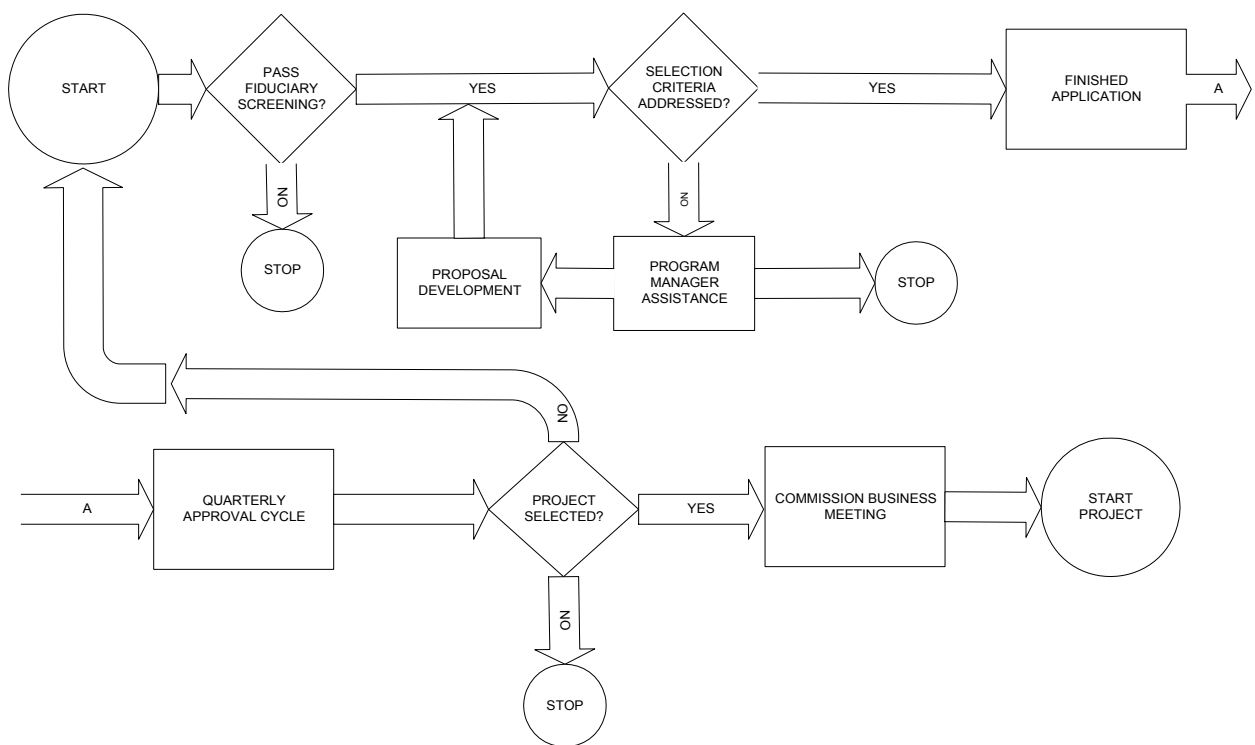 START
PASS
FIDUCIARY
SCREENING?
YES
SELECTION
CRITERIA
ADDRESSED?
YES
FINISHED
APPLICATION
A
NO
STOP
NO
PROPOSAL
DEVELOPMENT
PROGRAM
MANAGER
ASSISTANCE
STOP
NO
A
QUARTERLY
APPROVAL CYCLE
PROJECT
SELECTED?
YES
COMMISSION BUSINESS
MEETING
START
PROJECT
NO
STOP